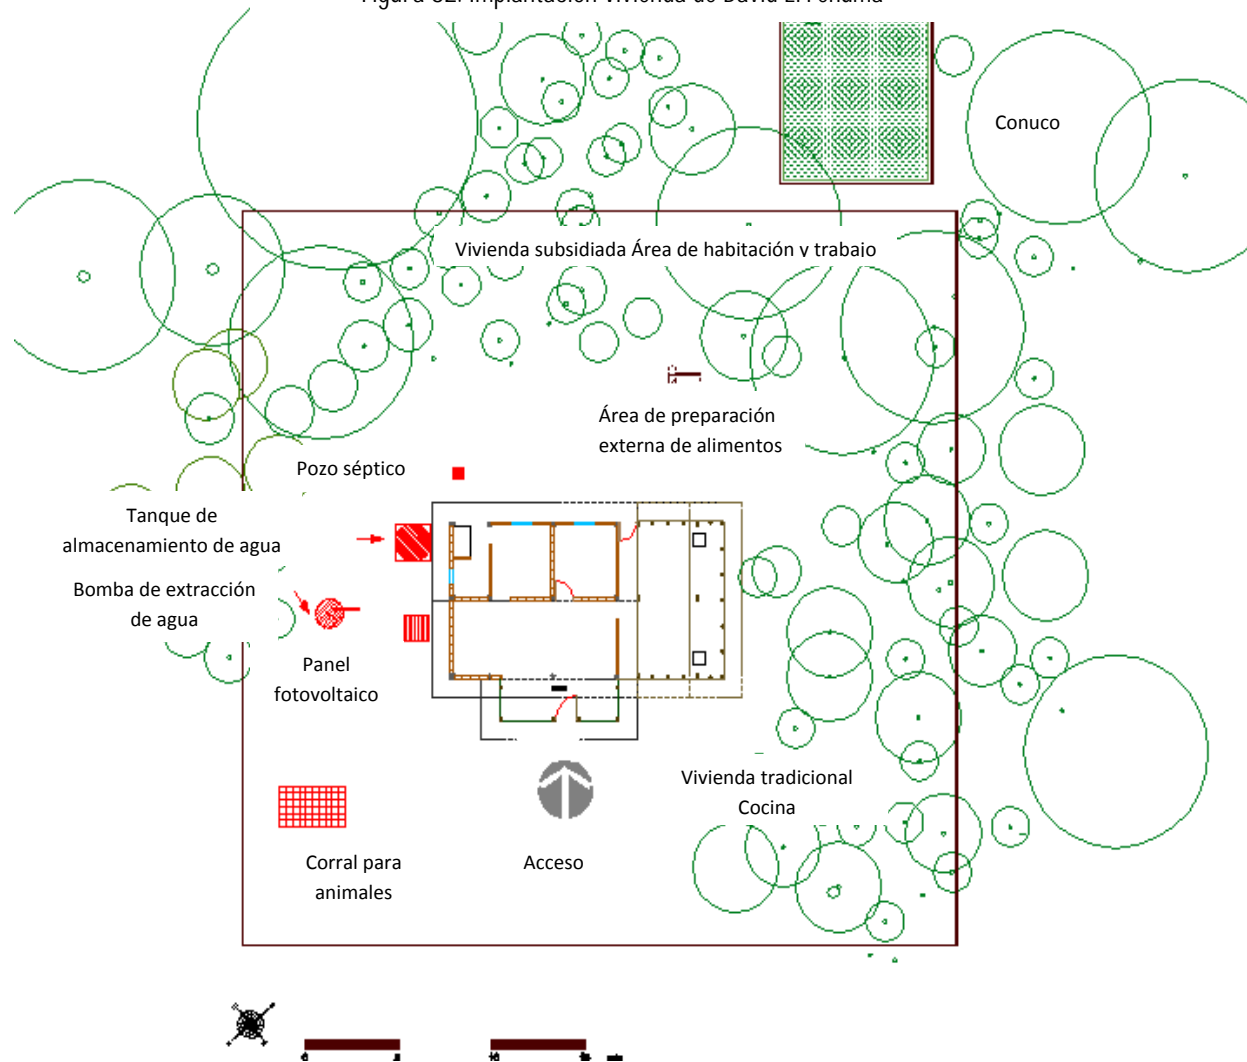 Conuco
Vivienda subsidiada Área de habitación y trabajo
Área de preparación
externa de alimentos
Pozo séptico
Tanque de
almacenamiento de agua
Bomba de extracción
de agua
Panel
fotovoltaico
Vivienda tradicional
Cocina
Corral para
animales
Acceso